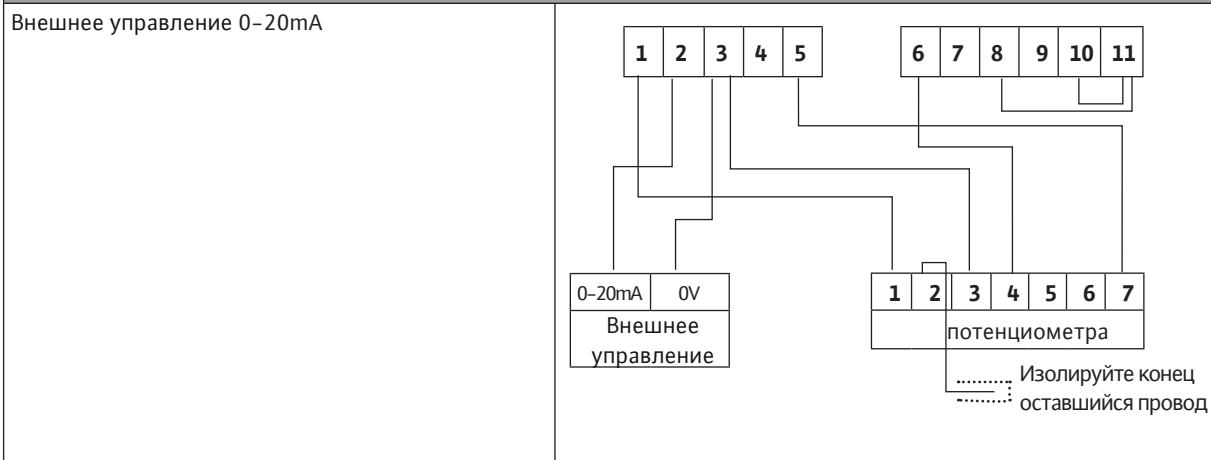 Внешнее управление 0–20mA
1 2 3 4 5
6 7 8 9 10 11
0–20mA 0V
Внешнее
управление
1 2 3 4 5 6 7
потенциометра
Изолируйте конец
оставшийся провод